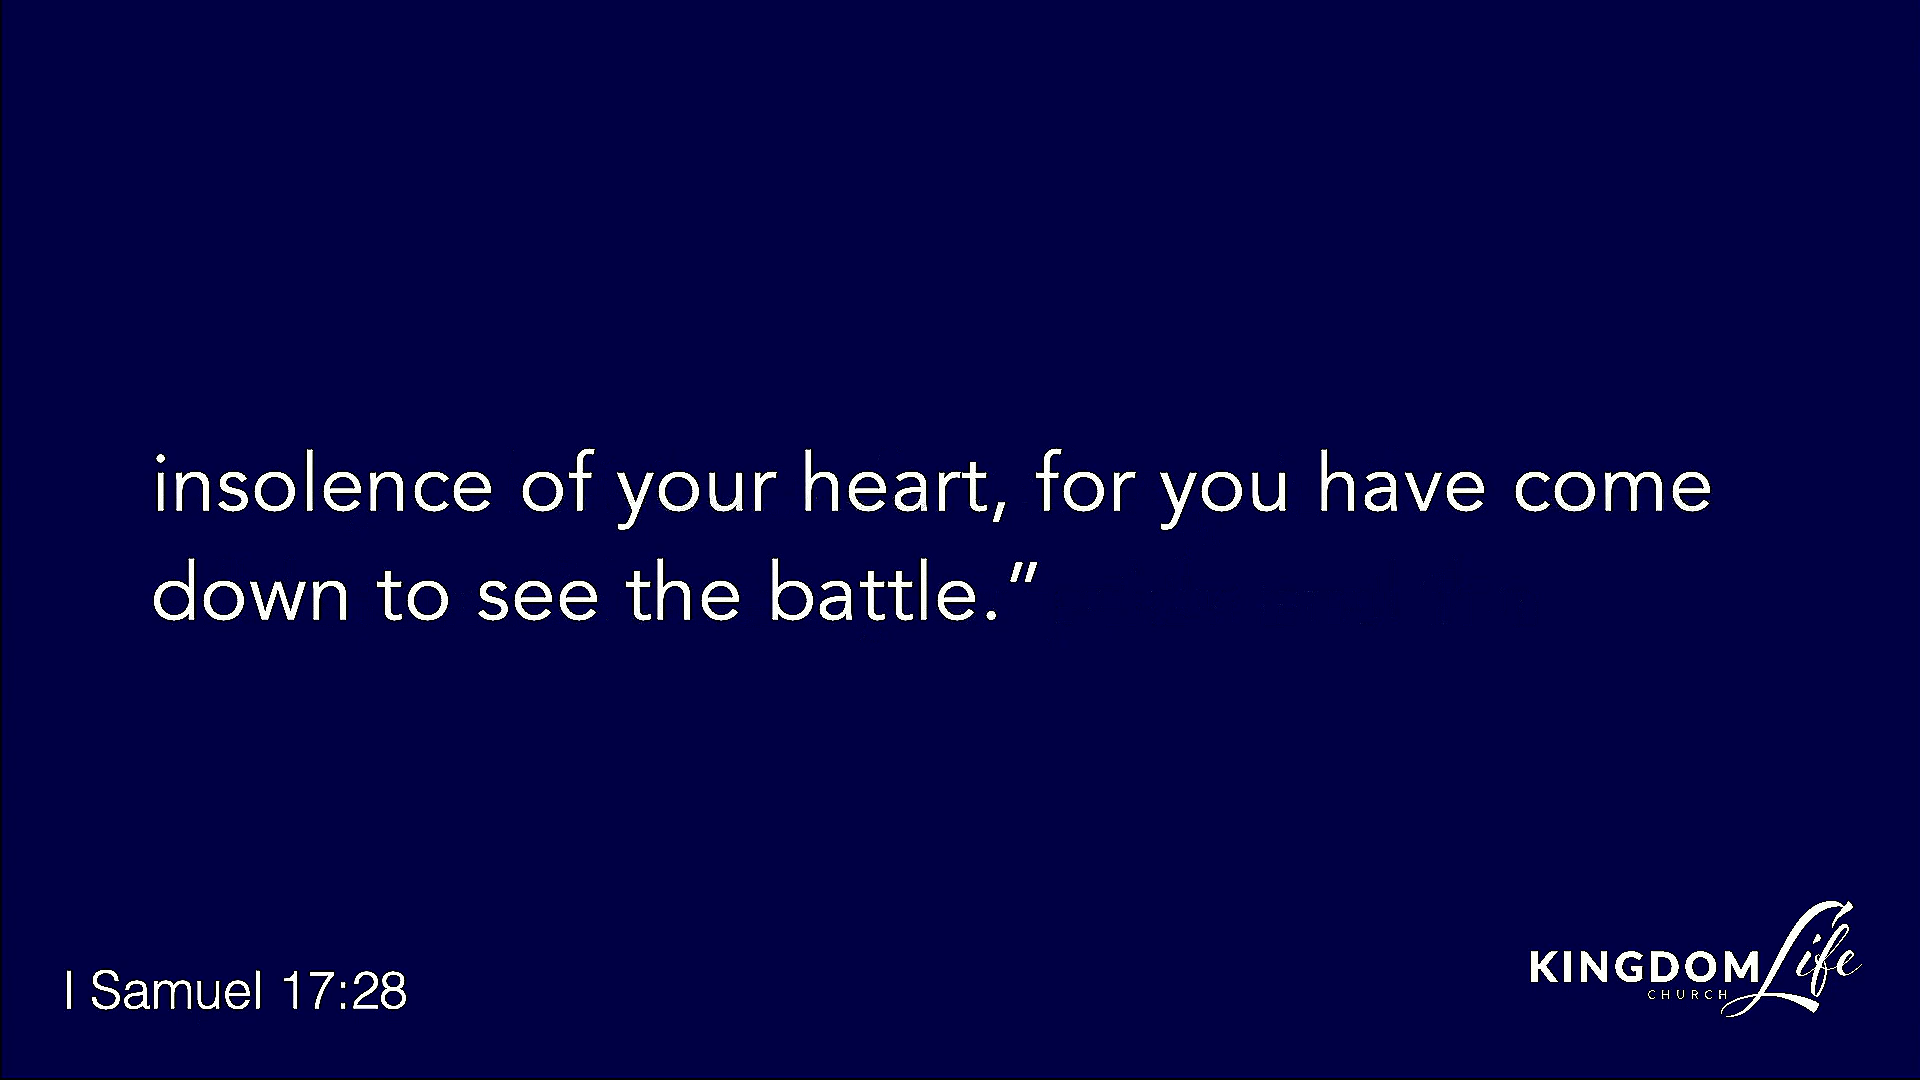 insolence of your heart, for you have come
down to see the battle.”
I Samuel 17:28
KINGDOM Life
CHURCH